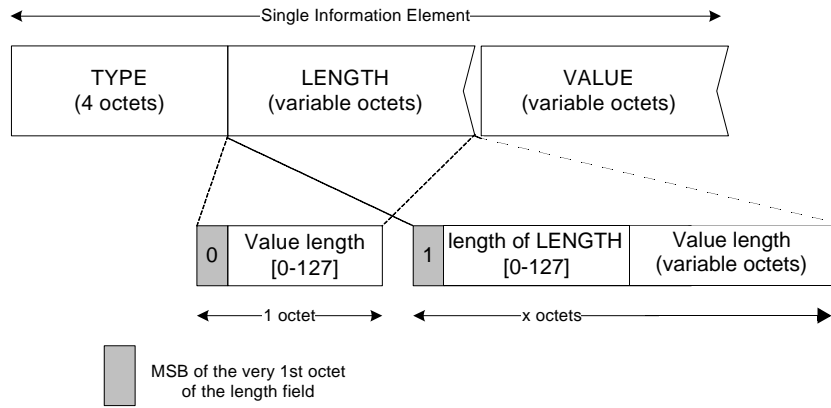 Single Information Element
TYPE
(4 octets)
LENGTH
(variable octets)
VALUE
(variable octets)
0
Value length
[0-127]
1
length of LENGTH
[0-127]
Value length
(variable octets)
1 octet
x octets
MSB of the very 1st octet
of the length field